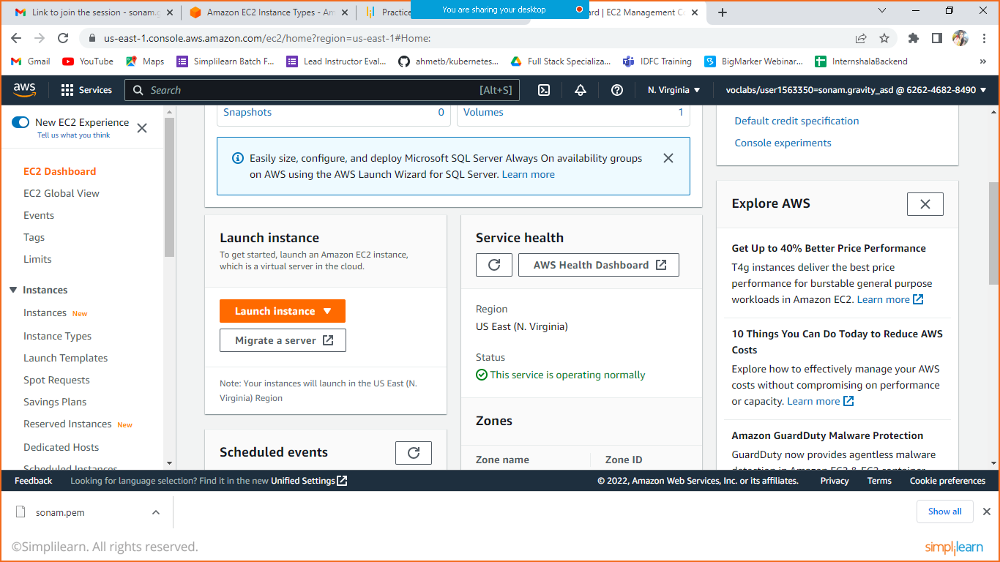 Link to join the session - sonam.g
Amazon EC2 Instance Types - Am
Practice
You are sharing your desktop
rd | EC2 Management Co
us-east-1.console.aws.amazon.com/ec2/home?region=us-east-1#Home:
Gmail
YouTube
Maps
Simplilearn Batch F...
Lead Instructor Eval...
ahmetb/kubernetes...
Full Stack Specializa...
IDFC Training
BigMarker Webinar...
InternshalaBackend
»
aws
Services
Search
[Alt+S]
N. Virginia
voclabs/user1563350=sonam.gravity_asd @ 6262-4682-8490
New EC2 Experience
Tell us what you think
EC2 Dashboard
EC2 Global View
Events
Tags
Limits
Instances
Instances New
Instance Types
Launch Templates
Spot Requests
Savings Plans
Reserved Instances New
Dedicated Hosts
Scheduled Instances
Snapshots 0
Volumes 1
Easily size, configure, and deploy Microsoft SQL Server Always On availability groups
on AWS using the AWS Launch Wizard for SQL Server. Learn more
Launch instance
To get started, launch an Amazon EC2 instance,
which is a virtual server in the cloud.
Launch instance
Migrate a server
Note: Your instances will launch in the US East (N.
Virginia) Region
Scheduled events
Service health
AWS Health Dashboard
Region
US East (N. Virginia)
Status
This service is operating normally
Zones
Zone name
Zone ID
Default credit specification
Console experiments
Explore AWS
Get Up to 40% Better Price Performance
T4g instances deliver the best price
performance for burstable general purpose
workloads in Amazon EC2. Learn more
10 Things You Can Do Today to Reduce AWS
Costs
Explore how to effectively manage your AWS
costs without compromising on performance
or capacity. Learn more
Amazon GuardDuty Malware Protection
GuardDuty now provides agentless malware
detection in Amazon EC2 & EC2 container
Feedback
Looking for language selection? Find it in the new Unified Settings
© 2022, Amazon Web Services, Inc. or its affiliates.
Privacy
Terms
Cookie preferences
sonam.pem
Show all
©Simplilearn. All rights reserved.
simplilearn